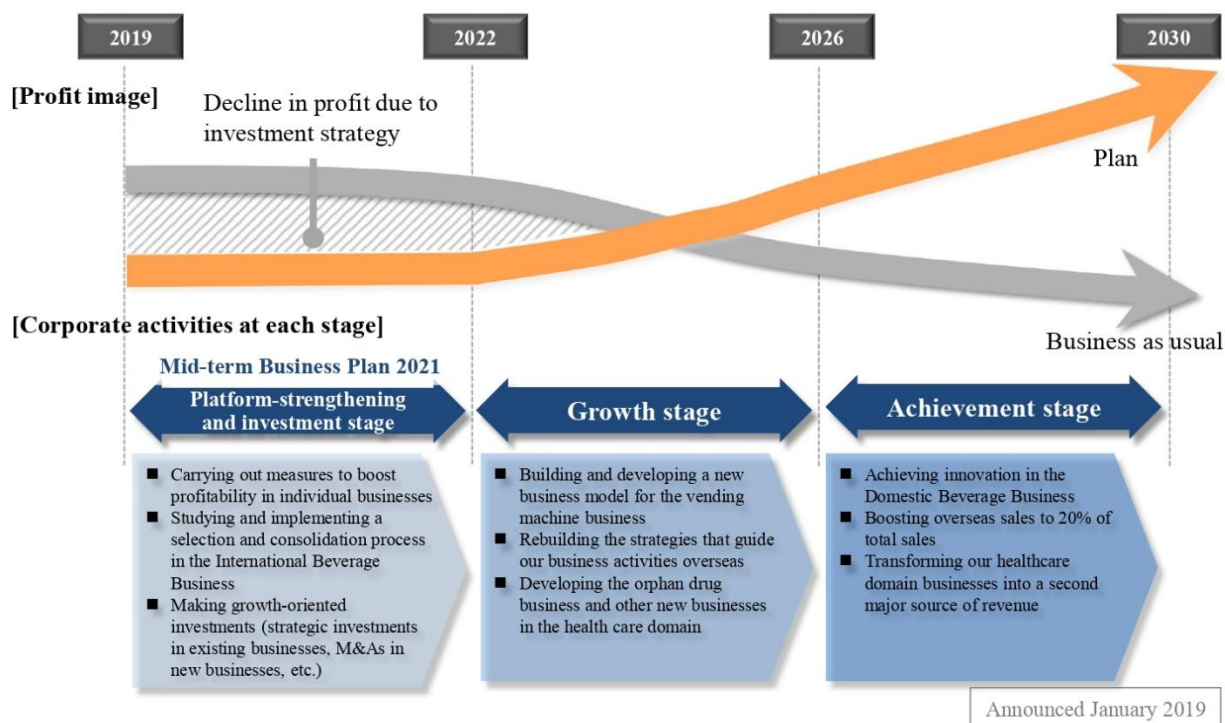 2019
2022
2026
2030
[Profit image]
Decline in profit due to
investment strategy
Plan
Business as usual
[Corporate activities at each stage]
Mid-term Business Plan 2021
Platform-strengthening
and investment stage
Growth stage
Achievement stage
■ Carrying out measures to boost
profitability in individual businesses
■ Studying and implementing a
selection and consolidation process
in the International Beverage
Business
■ Making growth-oriented
investments (strategic investments
in existing businesses, M&As in
new businesses, etc.)
■ Building and developing a new
business model for the vending
machine business
■ Rebuilding the strategies that guide
our business activities overseas
■ Developing the orphan drug
business and other new businesses
in the health care domain
■ Achieving innovation in the
Domestic Beverage Business
■ Boosting overseas sales to 20% of
total sales
■ Transforming our healthcare
domain businesses into a second
major source of revenue
Announced January 2019